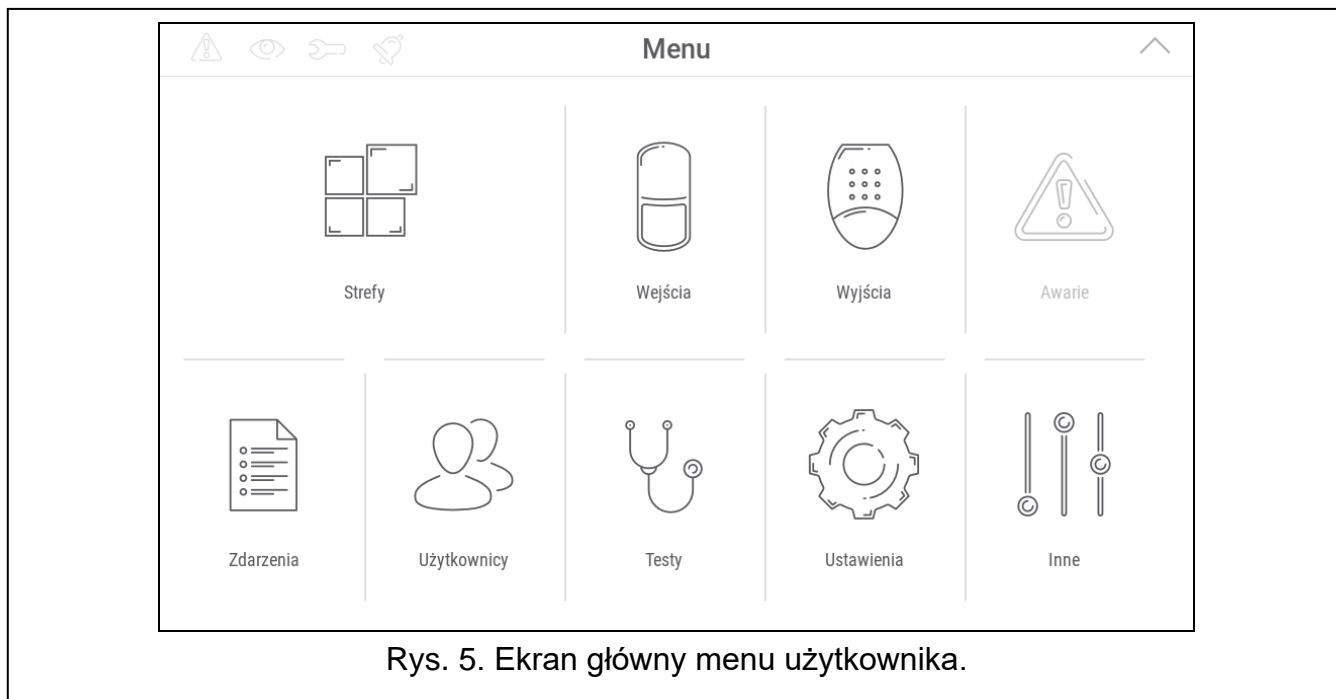 Menu
Strefy
Wejścia
Wyjścia
Awarie
Zdarzenia
Użytkownicy
Testy
Ustawienia
Inne
Rys. 5. Ekran główny menu użytkownika.